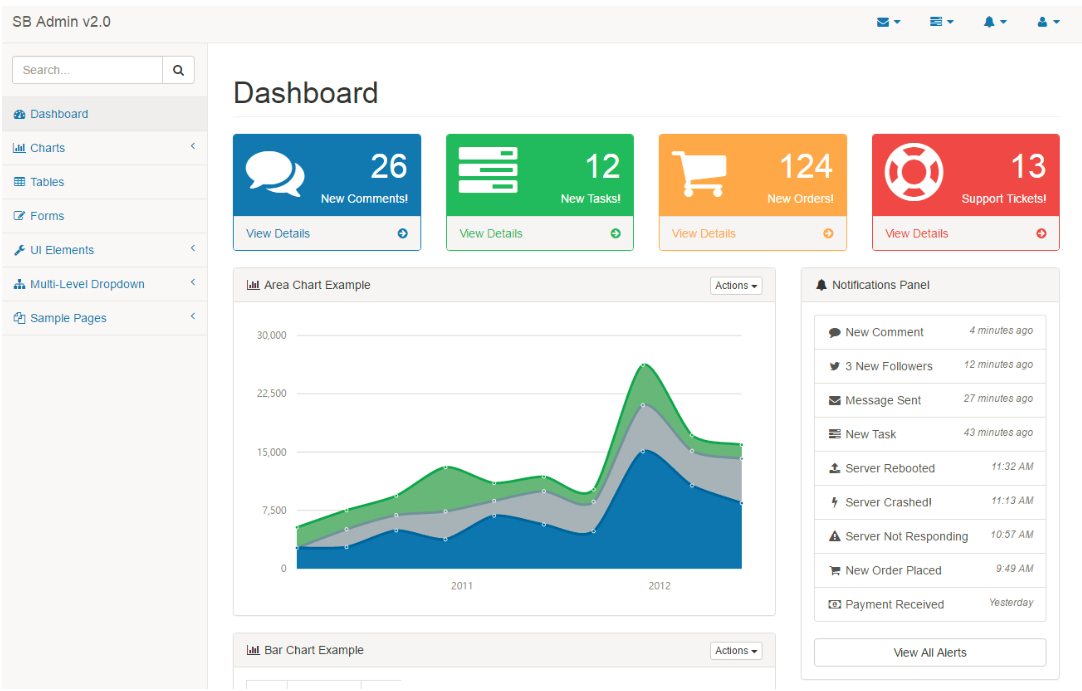 SB Admin v2.0
Search...
Dashboard
Charts
Tables
Forms
UI Elements
Multi-Level Dropdown
Sample Pages
Dashboard
26
New Comments!
View Details
12
New Tasks!
View Details
124
New Orders!
View Details
13
Support Tickets!
View Details
Area Chart Example
Actions
30,000
22,500
15,000
7,500
0
2011
2012
Bar Chart Example
Actions
Notifications Panel
New Comment 4 minutes ago
3 New Followers 12 minutes ago
Message Sent 27 minutes ago
New Task 43 minutes ago
Server Rebooted 11:32 AM
Server Crashed! 11:13 AM
Server Not Responding 10:57 AM
New Order Placed 9:49 AM
Payment Received Yesterday
View All Alerts